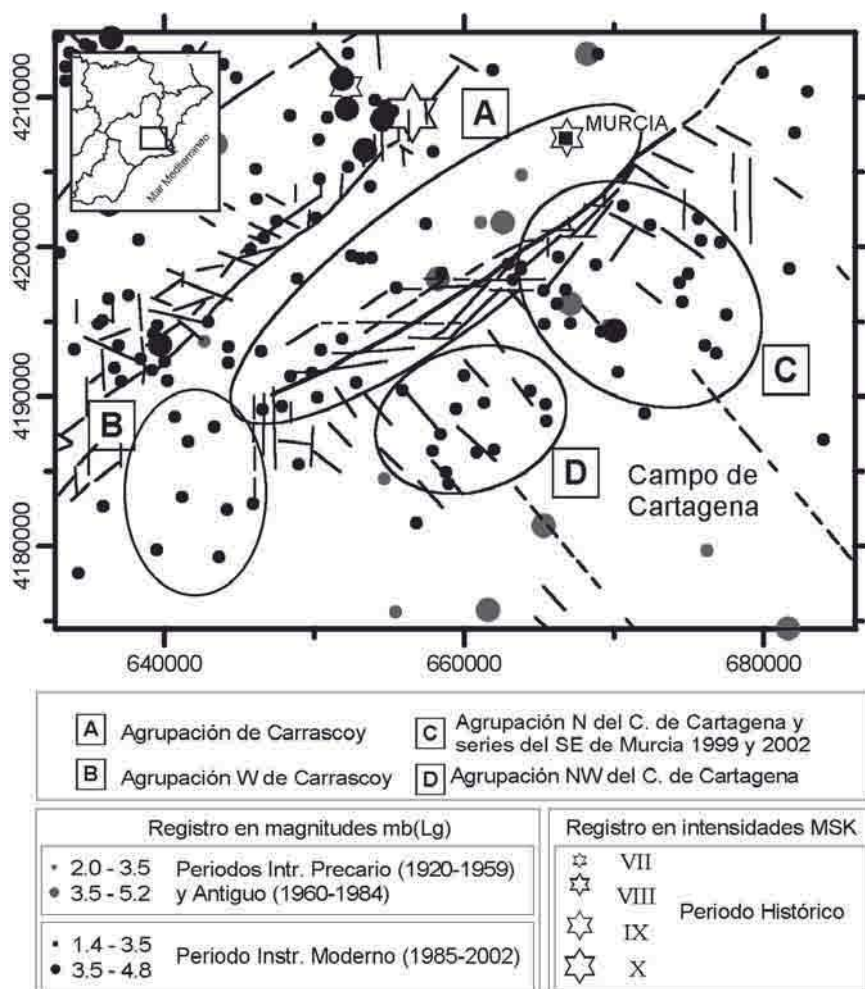 4210000
4200000
4190000
4180000
Mar Mediterraneo
A
MURCIA
C
B
D
Campo de
Cartagena
640000
660000
680000
A Agrupación de Carrascoy
B Agrupación W de Carrascoy
C Agrupación N del C. de Cartagena y
series del SE de Murcia 1999 y 2002
D Agrupación NW del C. de Cartagena
Registro en magnitudes mb(Lg)
2.0 - 3.5 Periodos Intr. Precario (1920-1959)
3.5 - 5.2 y Antiguo (1960-1984)
1.4 - 3.5
3.5 - 4.8
Periodo Instr. Moderno (1985-2002)
Registro en intensidades MSK
VII
VIII
IX
X
Periodo Histórico